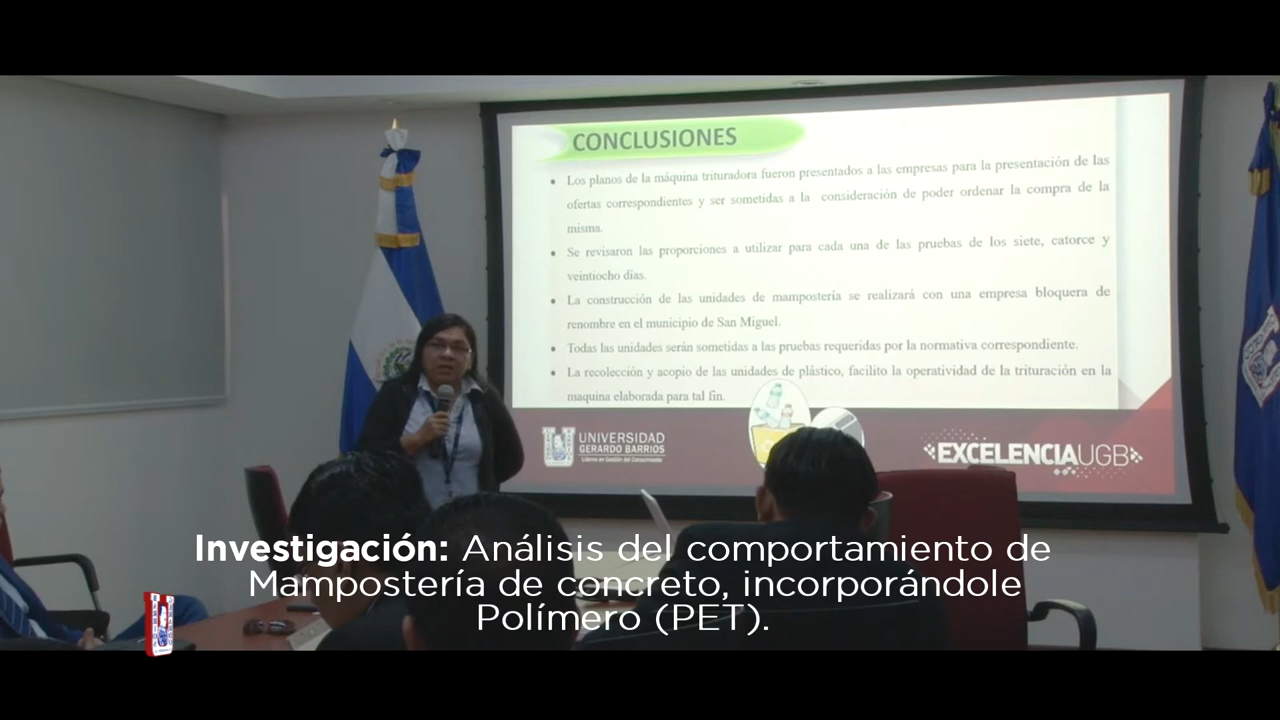 CONCLUSIONES
• Los planos de la máquina trituradora fueron presentados a las empresas para la presentación de las
ofertas correspondientes y ser sometidas a la consideración de poder ordenar la compra de la
misma.
• Se revisaron las proporciones a utilizar para cada una de las pruebas de los siete, catorce y
veintiocho días.
• La construcción de las unidades de mampostería se realizará con una empresa bloquera de
renombre en el municipio de San Miguel.
• Todas las unidades serán sometidas a las pruebas requeridas por la normativa correspondiente.
• La recolección y acopio de las unidades de plástico, facilito la operatividad de la trituración en la
maquina elaborada para tal fin.
UNIVERSIDAD
GERARDO BARRIOS
Líderes en Gestión del Conocimiento
EXCELENCIAUGB
Investigación: Análisis del comportamiento de
Mampostería de concreto, incorporándole
Polímero (PET).